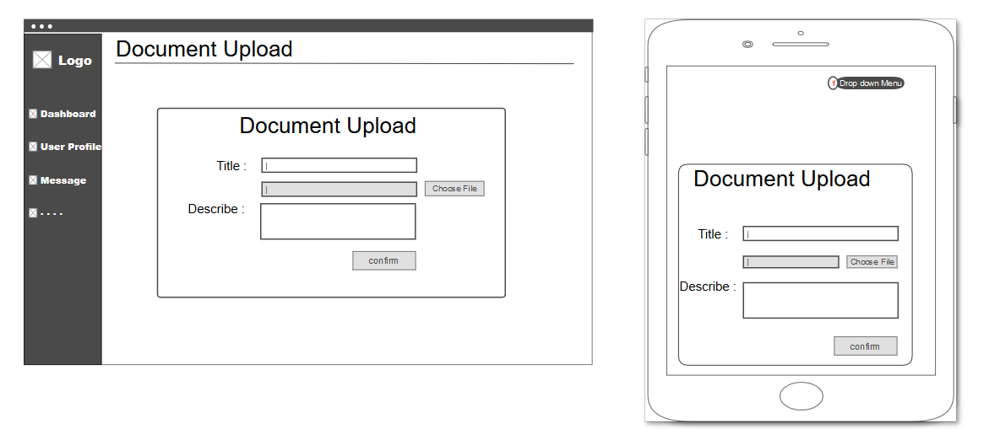 Logo
Dashboard
User Profile
Message
- - - -
Document Upload
Document Upload
Title :
Choose File
Describe :
confirm
1 Drop down Menu
Document Upload
Title :
Choose File
Describe :
confirm